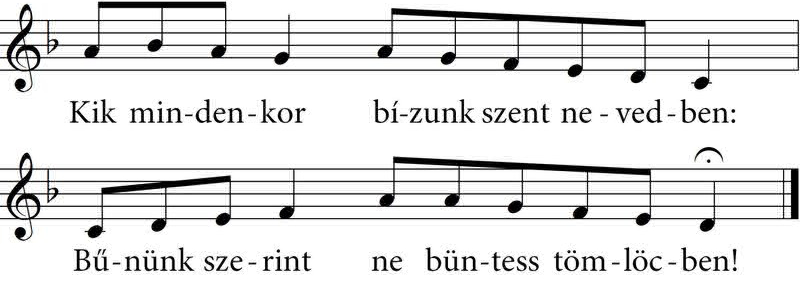 Kik min-den-kor bí-zunk szent ne-ved-ben:
Bű-nünk sze-rint ne bün-tess töm-löc-ben!